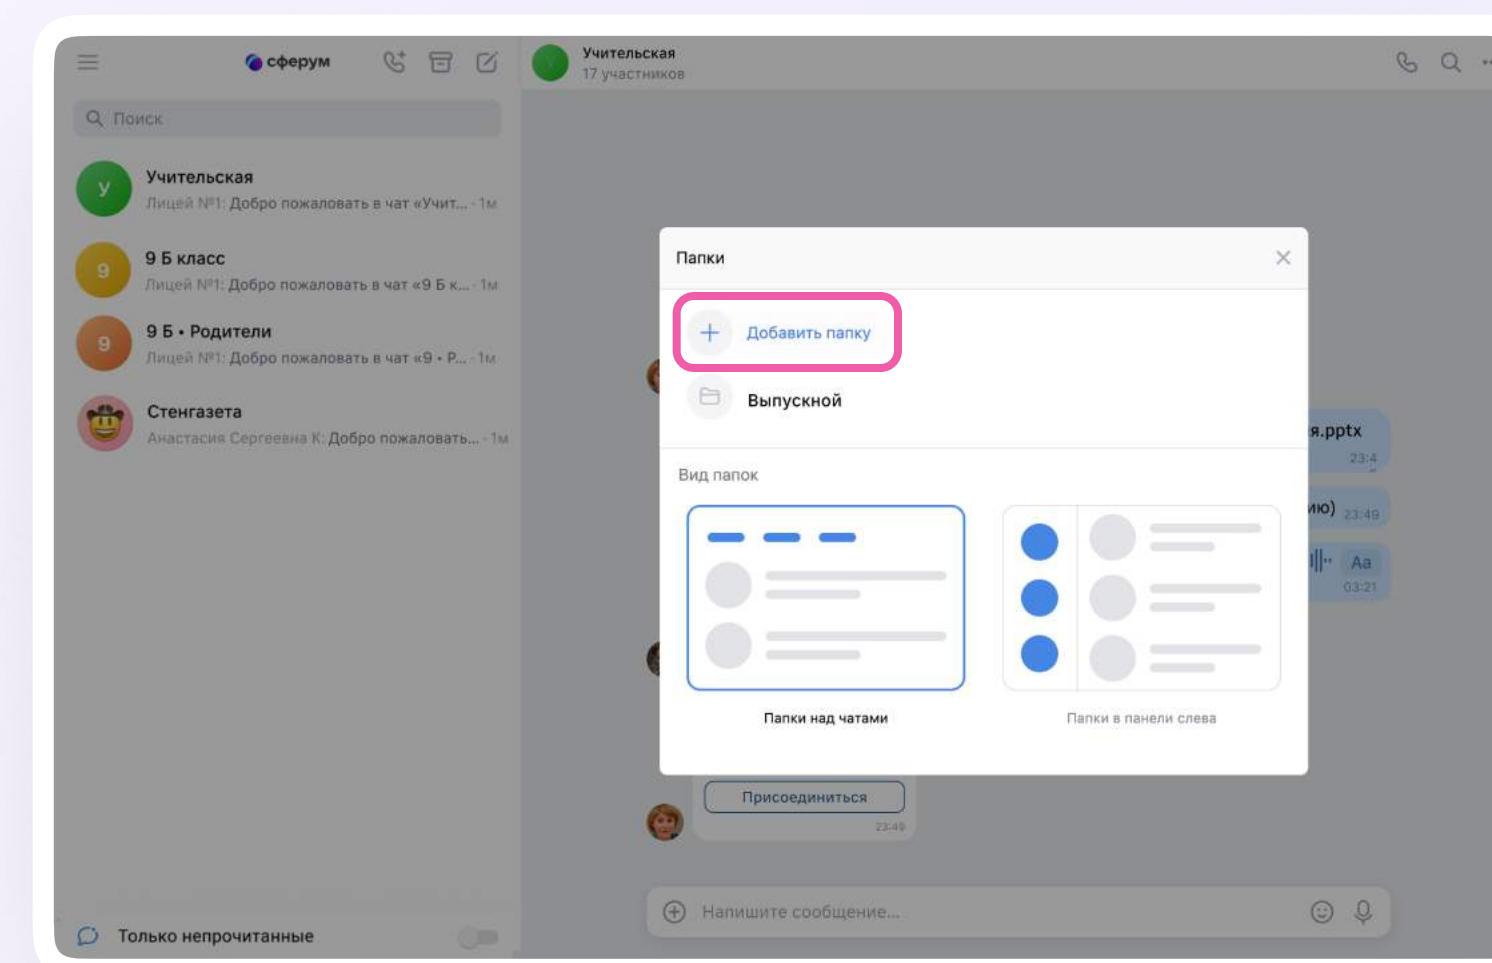 сферум
Учительская
17 участников
Поиск
У
Учительская
Лицей №1: Добро пожаловать в чат «Учит... · 1м
9
9 Б класс
Лицей №1: Добро пожаловать в чат «9 Б к... · 1м
9
9 Б • Родители
Лицей №1: Добро пожаловать в чат «9 • Р... · 1м
Стенгазета
Анастасия Сергеевна К: Добро пожаловать... · 1м
Только непрочитанные
Папки
Добавить папку
Выпускной
Вид папок
Папки над чатами
Папки в панели слева
я.pptx
23:4
ию) 23:49
Aa
03:21
Присоединиться
23:49
Напишите сообщение...